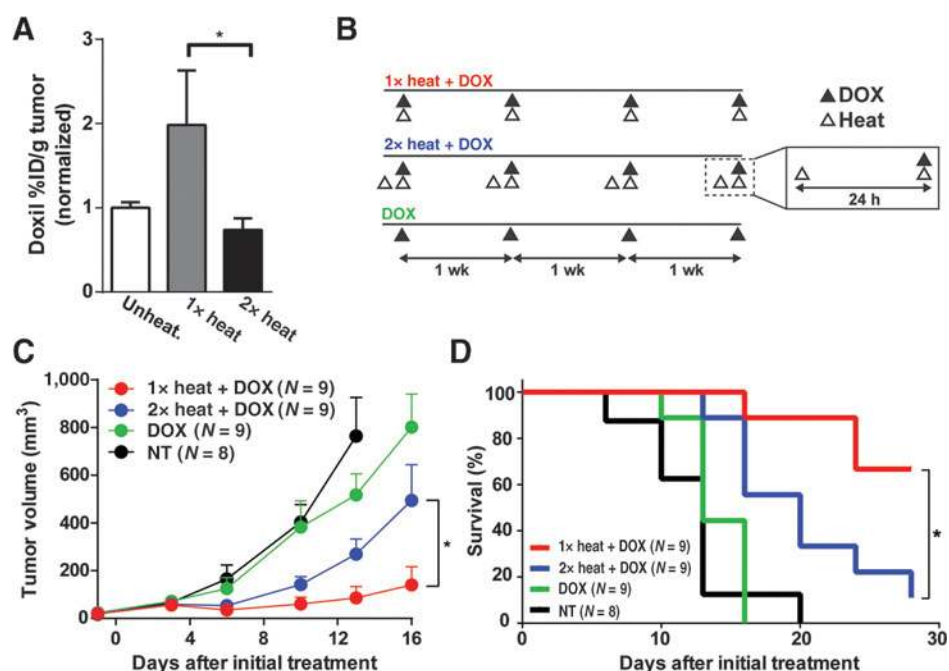 A
3
2
1
0
Doxil %ID/g tumor
(normalized)
*
Unheat.
1× heat
2× heat
B
1× heat + DOX
2× heat + DOX
DOX
1 wk
1 wk
1 wk
DOX
Heat
24 h
C
1,000
800
600
400
200
0
Tumor volume (mm³)
1× heat + DOX (N = 9)
2× heat + DOX (N = 9)
DOX (N = 9)
NT (N = 8)
*
0
4
8
12
16
Days after initial treatment
D
100
80
60
40
20
0
Survival (%)
1× heat + DOX (N = 9)
2× heat + DOX (N = 9)
DOX (N = 9)
NT (N = 8)
*
0
10
20
30
Days after initial treatment